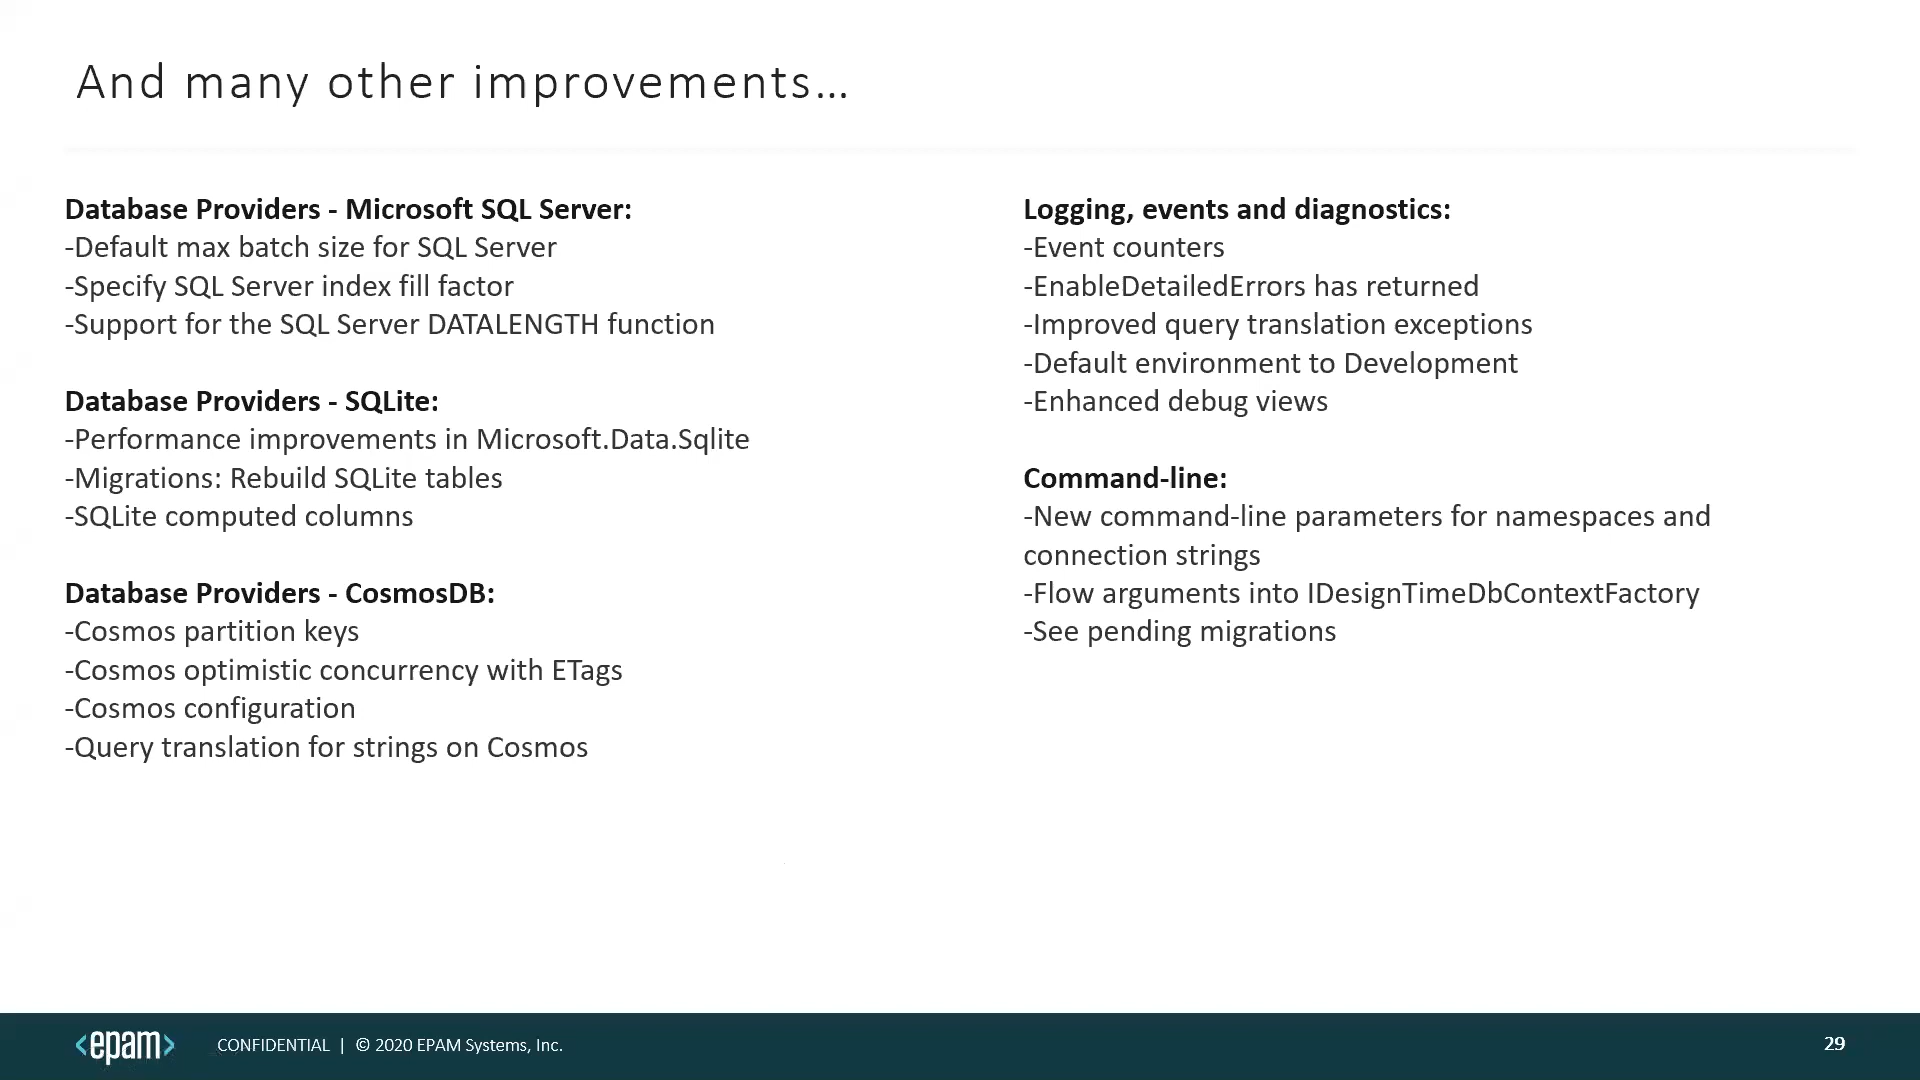 And many other improvements...
Database Providers - Microsoft SQL Server:
-Default max batch size for SQL Server
-Specify SQL Server index fill factor
-Support for the SQL Server DATALENGTH function
Database Providers - SQLite:
-Performance improvements in Microsoft.Data.Sqlite
-Migrations: Rebuild SQLite tables
-SQLite computed columns
Database Providers - CosmosDB:
-Cosmos partition keys
-Cosmos optimistic concurrency with ETags
-Cosmos configuration
-Query translation for strings on Cosmos
Logging, events and diagnostics:
-Event counters
-EnableDetailedErrors has returned
-Improved query translation exceptions
-Default environment to Development
-Enhanced debug views
Command-line:
-New command-line parameters for namespaces and
connection strings
-Flow arguments into IDesignTimeDbContextFactory
-See pending migrations
<epam> CONFIDENTIAL | © 2020 EPAM Systems, Inc.
29